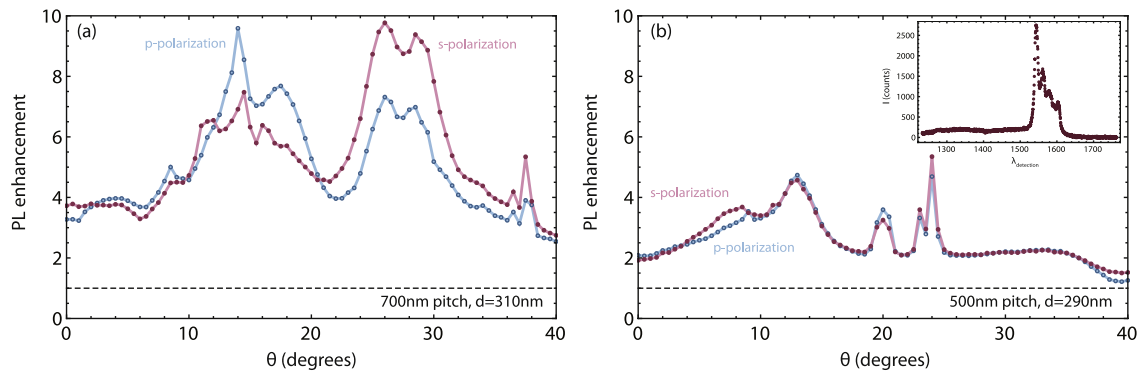 (a)
p-polarization
s-polarization
PL enhancement
10
8
6
4
2
0
700nm pitch, d=310nm
0 10 20 30 40
θ (degrees)
(b)
s-polarization
p-polarization
PL enhancement
10
8
6
4
2
0
500nm pitch, d=290nm
0 10 20 30 40
θ (degrees)
I (counts)
2500
2000
1500
1000
500
0
1300 1400 1500 1600 1700
λdetection